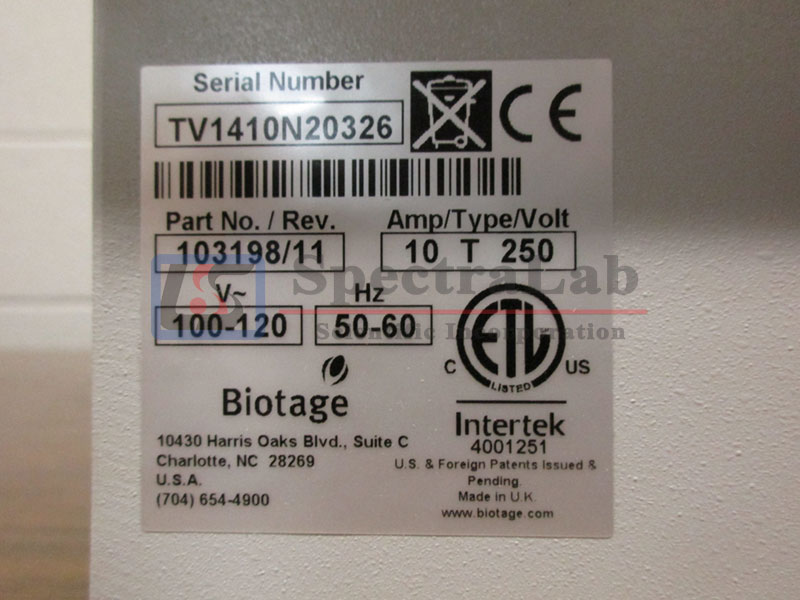 Serial Number
TV1410N20326
CE
Part No. / Rev.
103198/11
Amp/Type/Volt
10 T 250
V~
100-120
Hz
50-60
SpectraLab
Scientific Incorporation
Biotage
10430 Harris Oaks Blvd., Suite C
Charlotte, NC 28269
U.S.A.
(704) 654-4900
ETL
LISTED
C US
Intertek
4001251
U.S. & Foreign Patents Issued &
Pending.
Made in U.K.
www.biotage.com